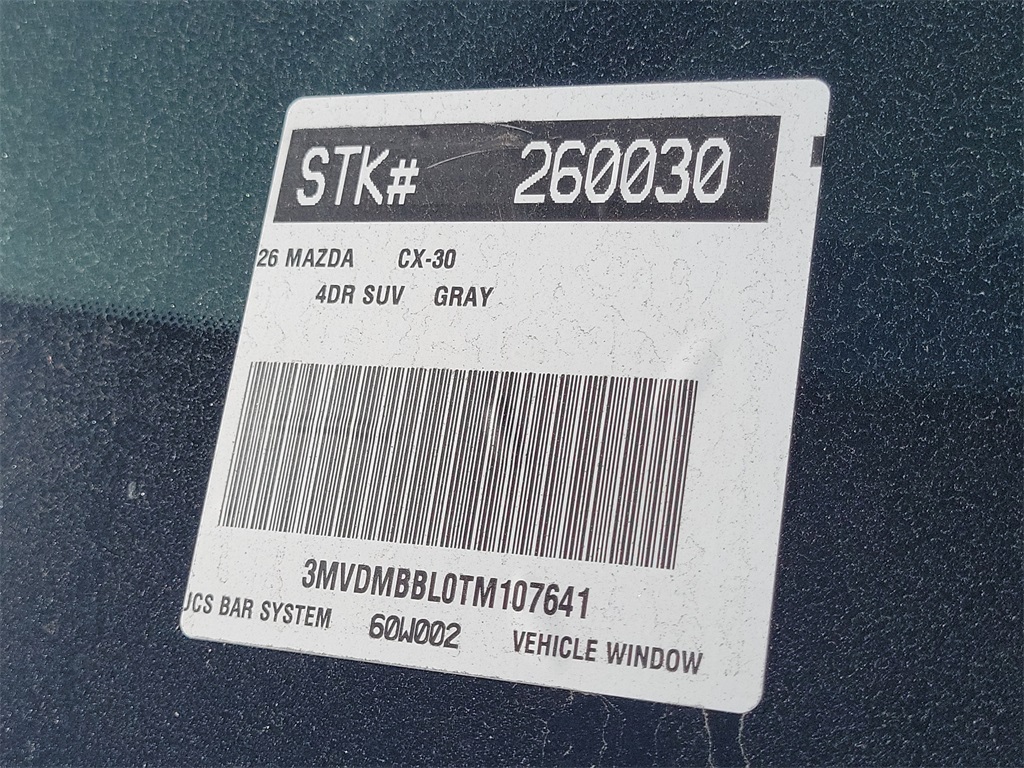 STK# 260030
26 MAZDA CX-30
4DR SUV GRAY
3MVDMBBL0TM107641
JCS BAR SYSTEM 60W002 VEHICLE WINDOW